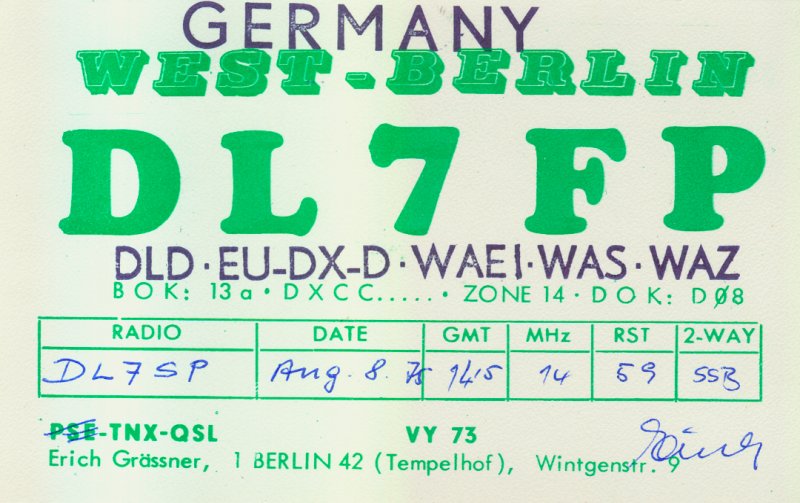 GERMANY
WEST-BERLIN
DL7FP
DLD·EU-DX-D·WAEI·WAS·WAZ
BOK: 13a·DXCC.....·ZONE 14·DOK: DØ8
RADIO DATE GMT MHz RST 2-WAY
DL7SP Aug. 8. 75 1415 14 59 SSB
PSE-TNX-QSL VY 73
Erich Grässner, 1 BERLIN 42 (Tempelhof), Wintgenstr. 9
Erich